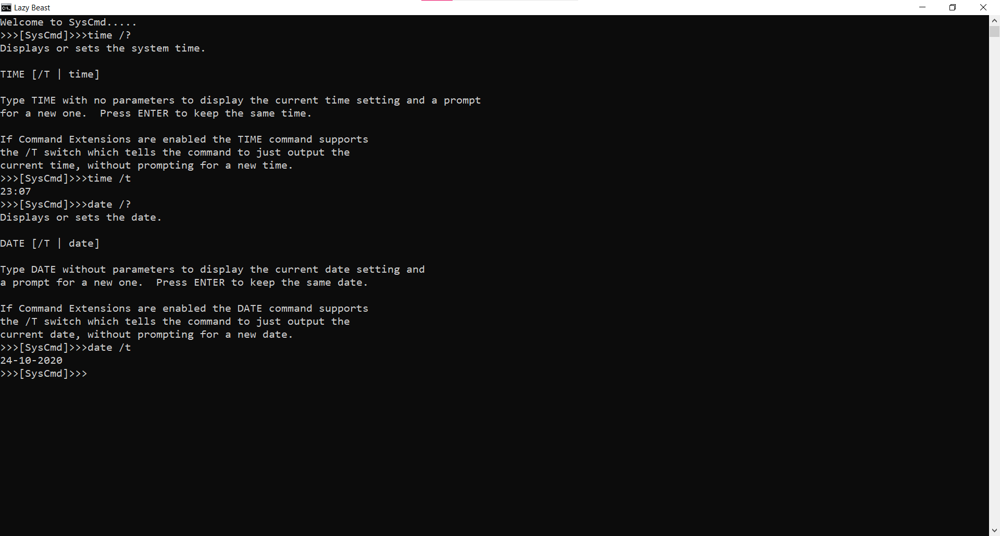 Lazy Beast
Welcome to SysCmd.....
>>>[SysCmd]>>>time /?
Displays or sets the system time.
TIME [/T | time]
Type TIME with no parameters to display the current time setting and a prompt
for a new one.  Press ENTER to keep the same time.
If Command Extensions are enabled the TIME command supports
the /T switch which tells the command to just output the
current time, without prompting for a new time.
>>>[SysCmd]>>>time /t
23:07
>>>[SysCmd]>>>date /?
Displays or sets the date.
DATE [/T | date]
Type DATE without parameters to display the current date setting and
a prompt for a new one.  Press ENTER to keep the same date.
If Command Extensions are enabled the DATE command supports
the /T switch which tells the command to just output the
current date, without prompting for a new date.
>>>[SysCmd]>>>date /t
24-10-2020
>>>[SysCmd]>>>